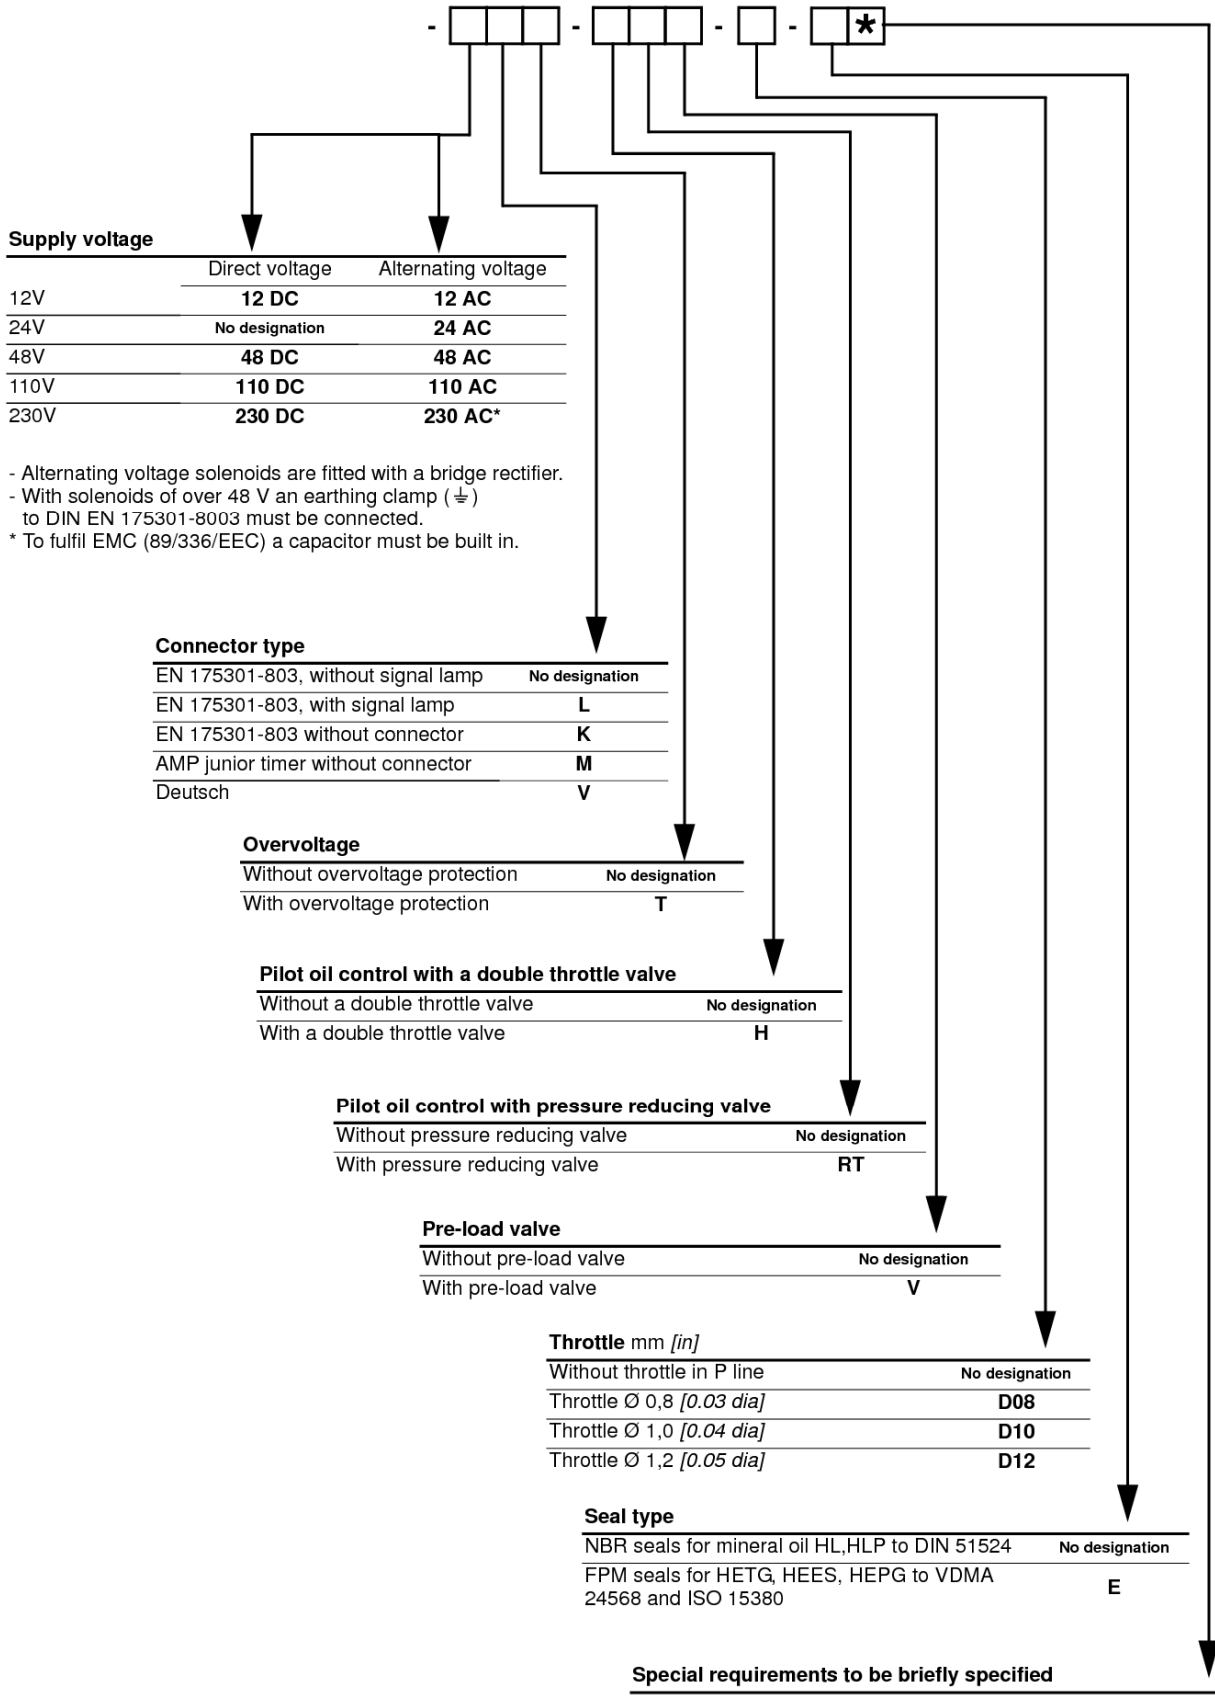 - - - - *
Supply voltage
Direct voltage Alternating voltage
12V 12 DC 12 AC
24V No designation 24 AC
48V 48 DC 48 AC
110V 110 DC 110 AC
230V 230 DC 230 AC*
- Alternating voltage solenoids are fitted with a bridge rectifier.
- With solenoids of over 48 V an earthing clamp (⏚)
to DIN EN 175301-8003 must be connected.
* To fulfil EMC (89/336/EEC) a capacitor must be built in.
Connector type
EN 175301-803, without signal lamp No designation
EN 175301-803, with signal lamp L
EN 175301-803 without connector K
AMP junior timer without connector M
Deutsch V
Overvoltage
Without overvoltage protection No designation
With overvoltage protection T
Pilot oil control with a double throttle valve
Without a double throttle valve No designation
With a double throttle valve H
Pilot oil control with pressure reducing valve
Without pressure reducing valve No designation
With pressure reducing valve RT
Pre-load valve
Without pre-load valve No designation
With pre-load valve V
Throttle mm [in]
Without throttle in P line No designation
Throttle Ø 0,8 [0.03 dia] D08
Throttle Ø 1,0 [0.04 dia] D10
Throttle Ø 1,2 [0.05 dia] D12
Seal type
NBR seals for mineral oil HL,HLP to DIN 51524 No designation
FPM seals for HETG, HEES, HEPG to VDMA
24568 and ISO 15380 E
Special requirements to be briefly specified